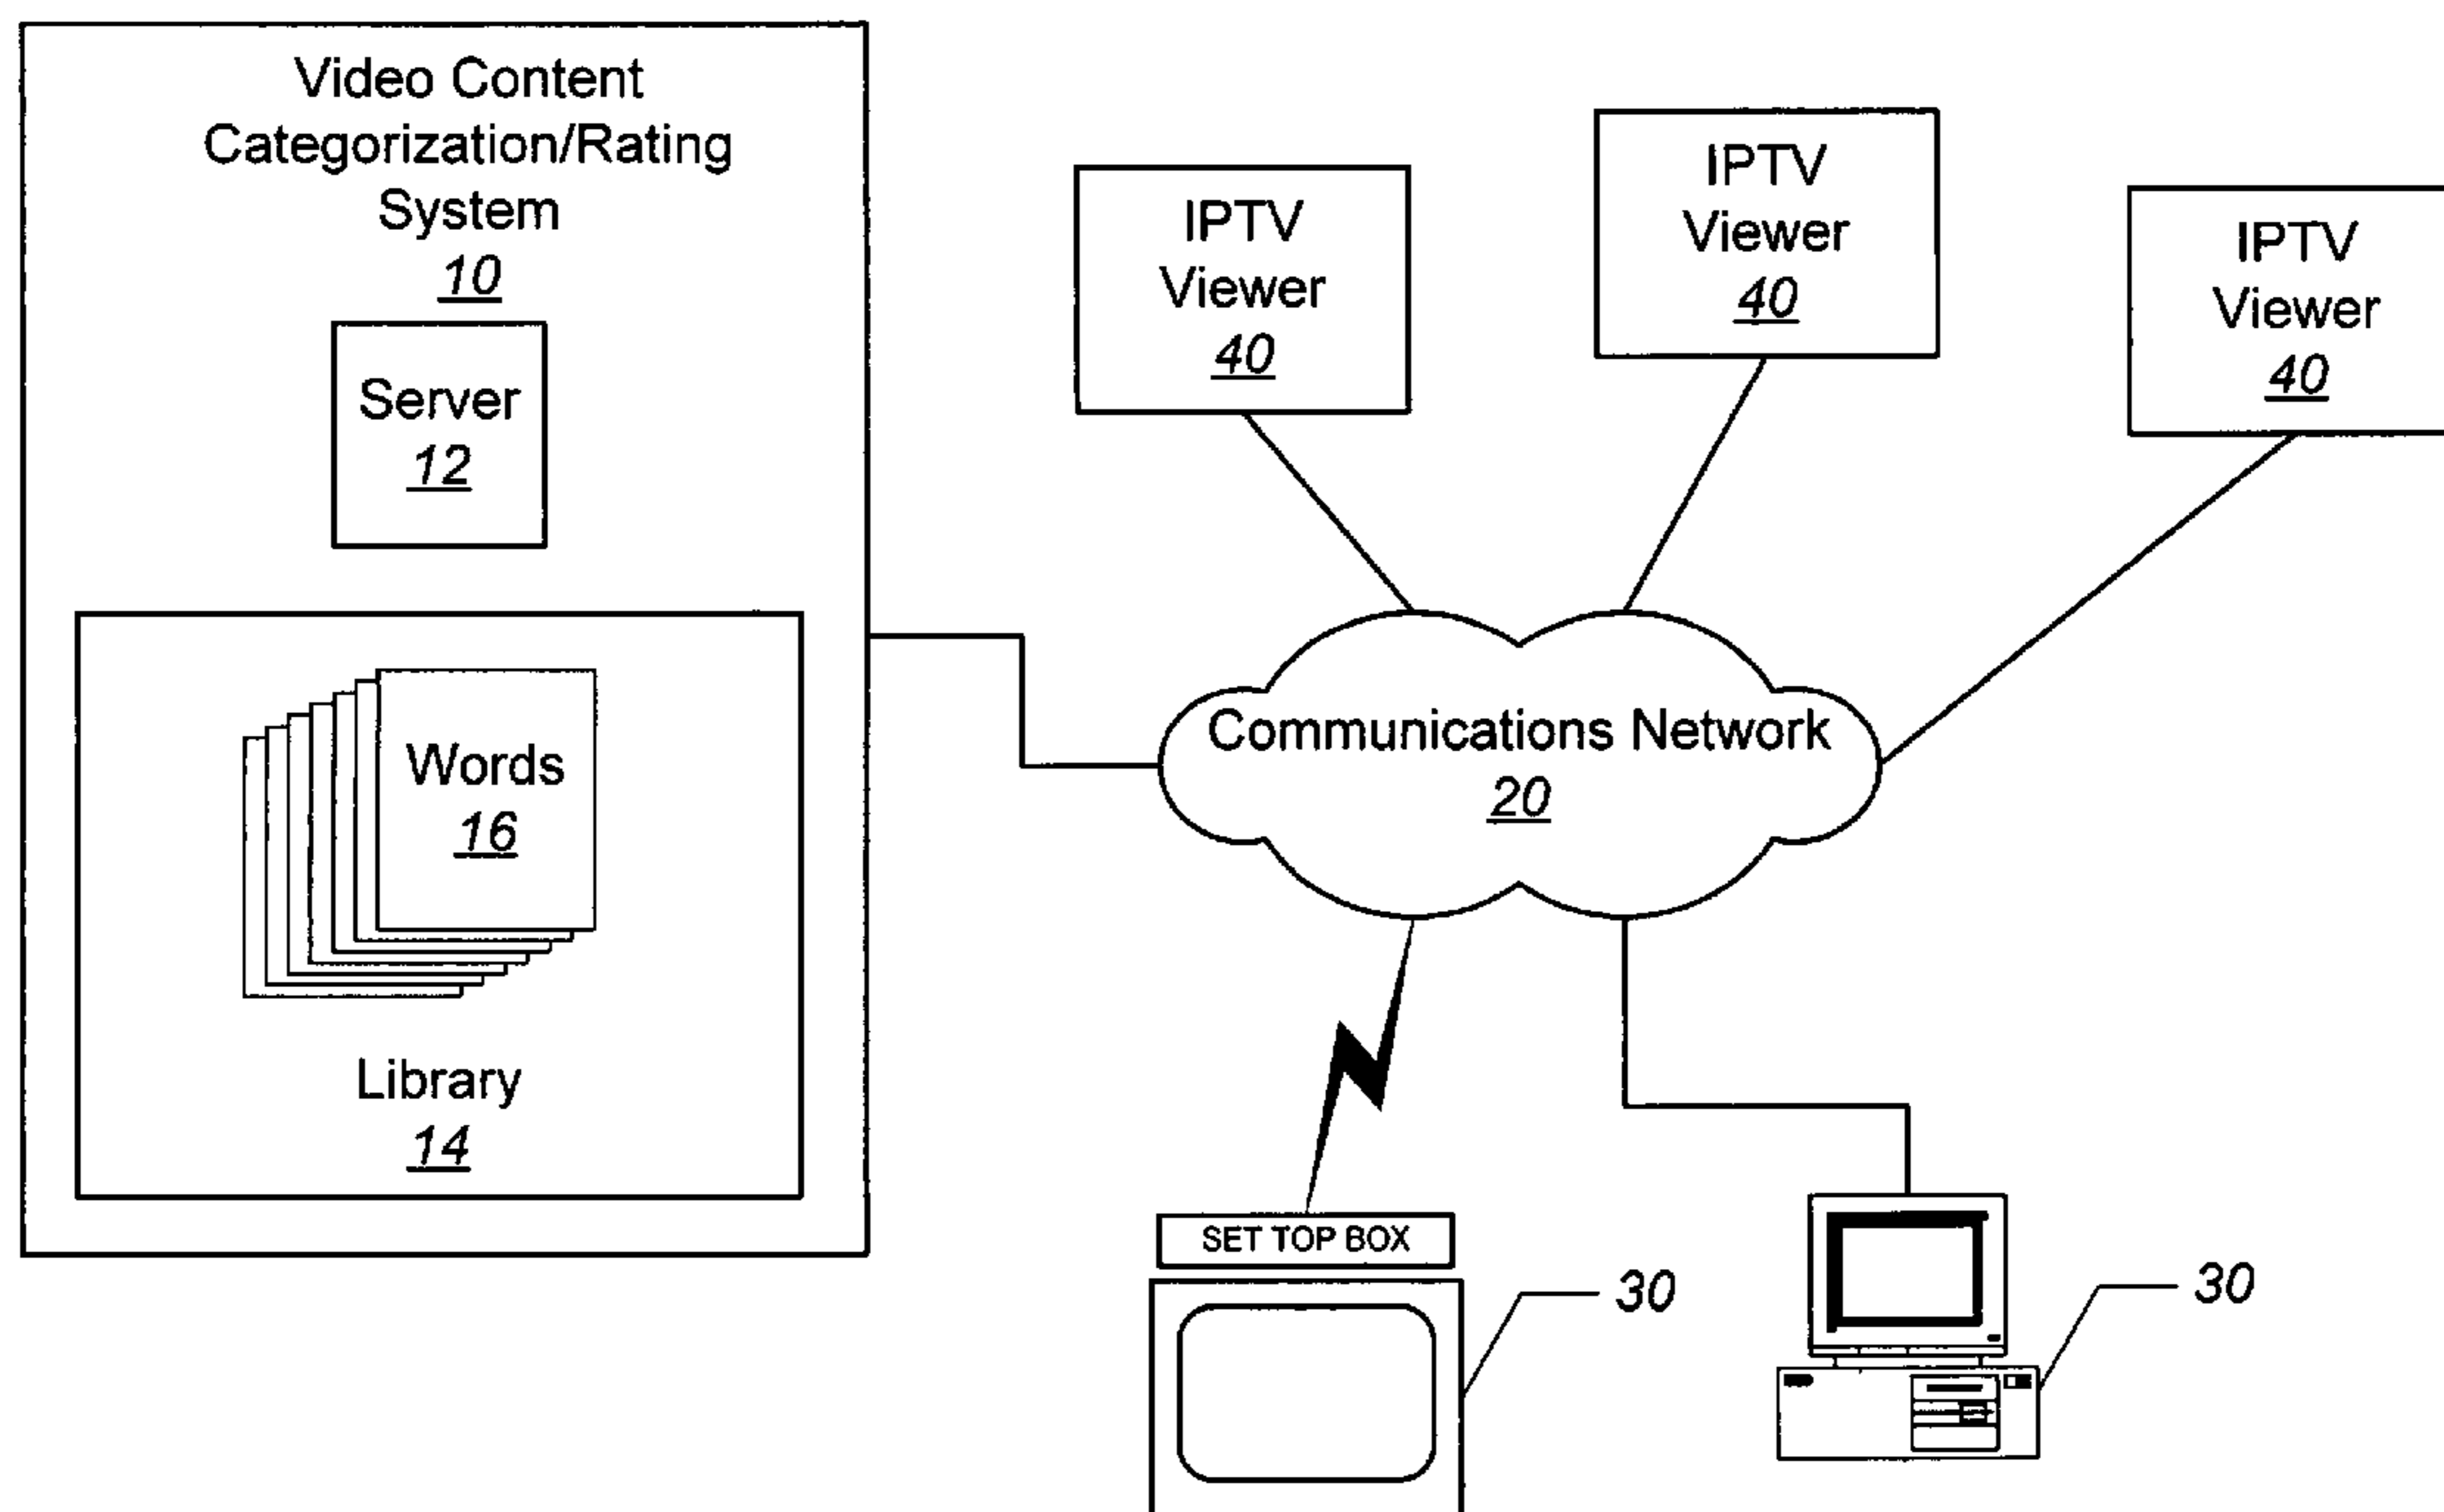 Video Content
Categorization/Rating
System
10
Server
12
Words
16
Library
14
IPTV
Viewer
40
IPTV
Viewer
40
IPTV
Viewer
40
Communications Network
20
SET TOP BOX
30
30